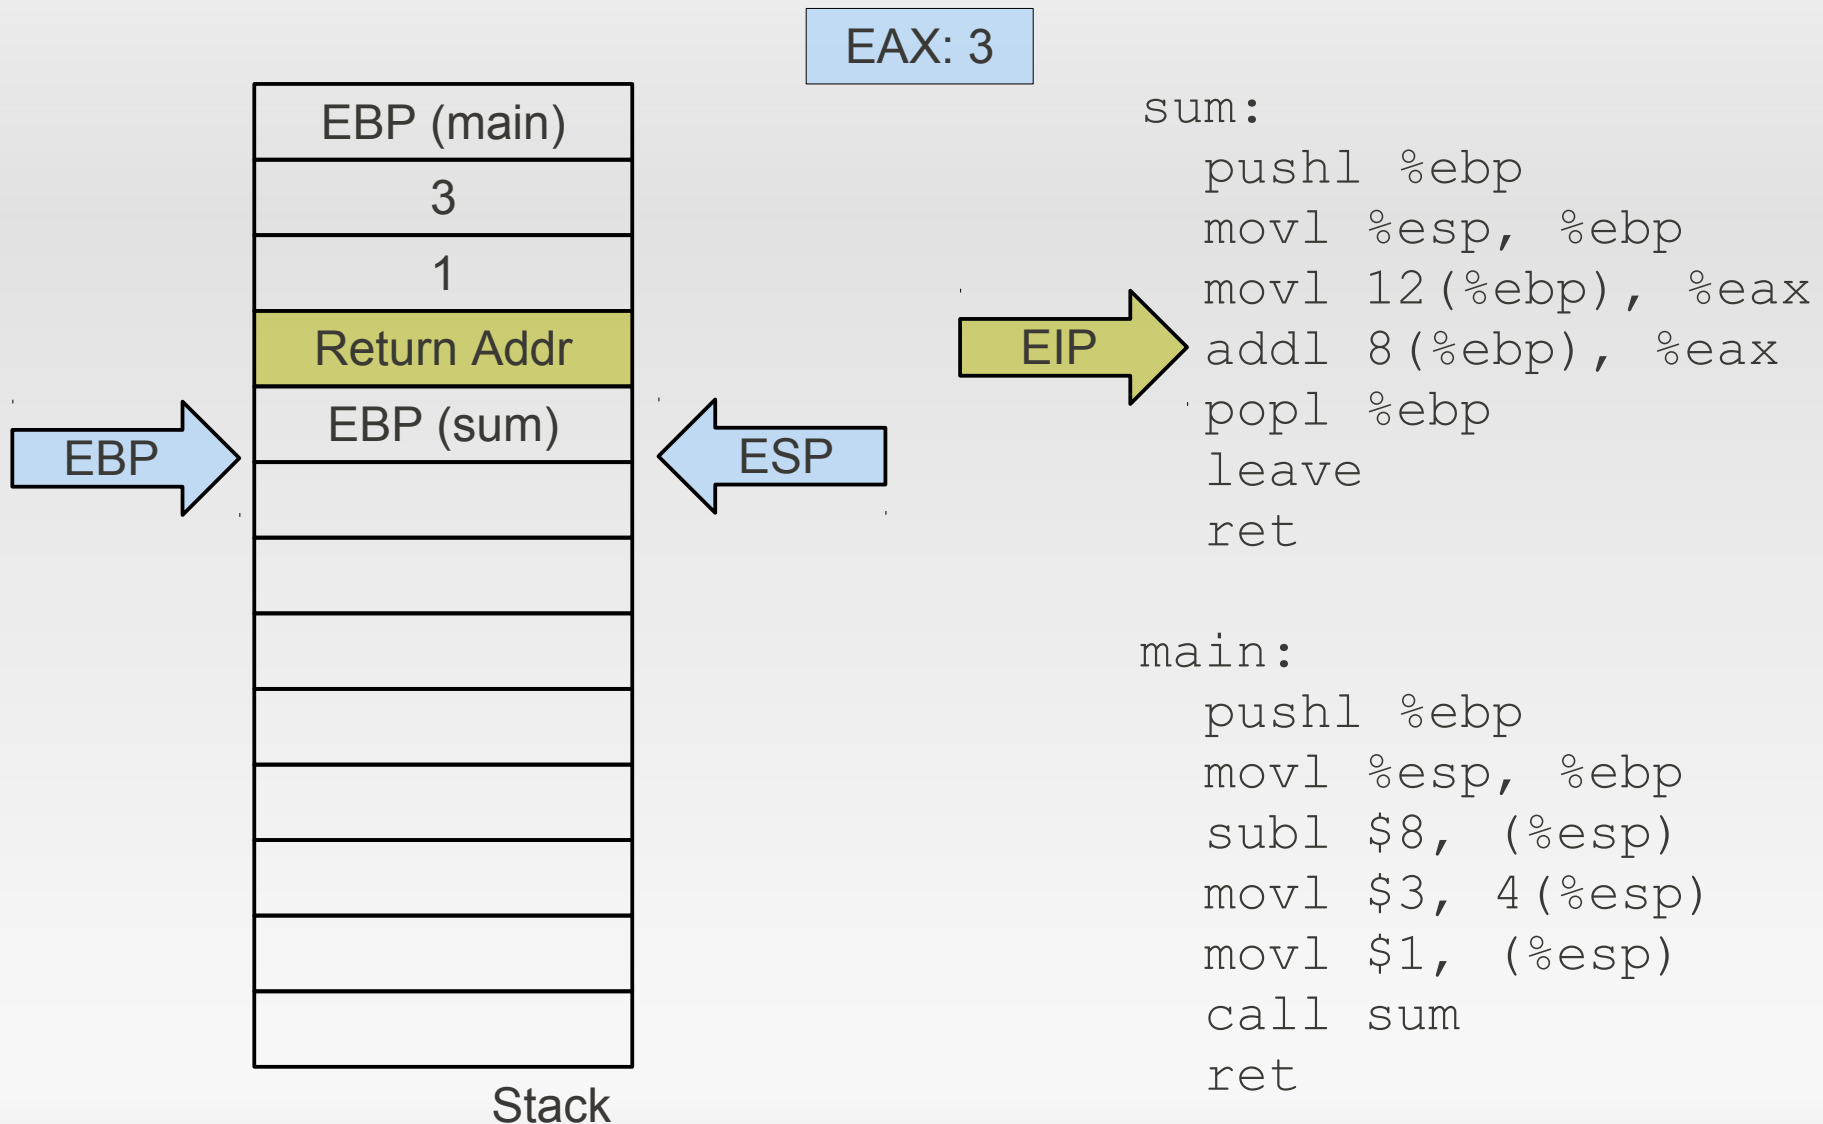 EAX: 3
EBP (main)
3
1
Return Addr
EBP (sum)
EBP
ESP
Stack
EIP
sum:
pushl %ebp
movl %esp, %ebp
movl 12(%ebp), %eax
addl 8(%ebp), %eax
popl %ebp
leave
ret
main:
pushl %ebp
movl %esp, %ebp
subl $8, (%esp)
movl $3, 4(%esp)
movl $1, (%esp)
call sum
ret